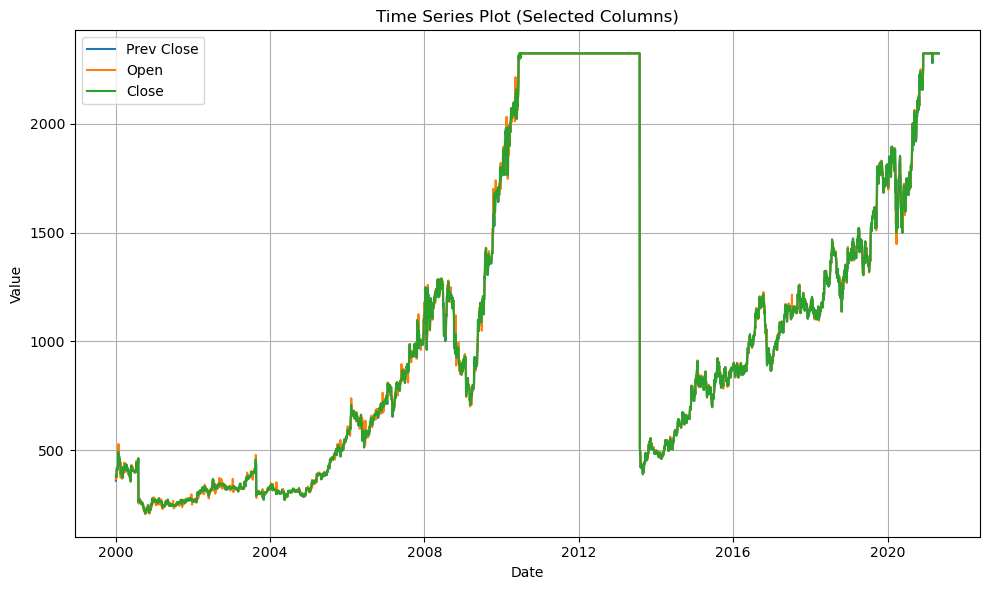 Time Series Plot (Selected Columns)
Prev Close
Open
Close
Value
2000
1500
1000
500
2000 2004 2008 2012 2016 2020
Date